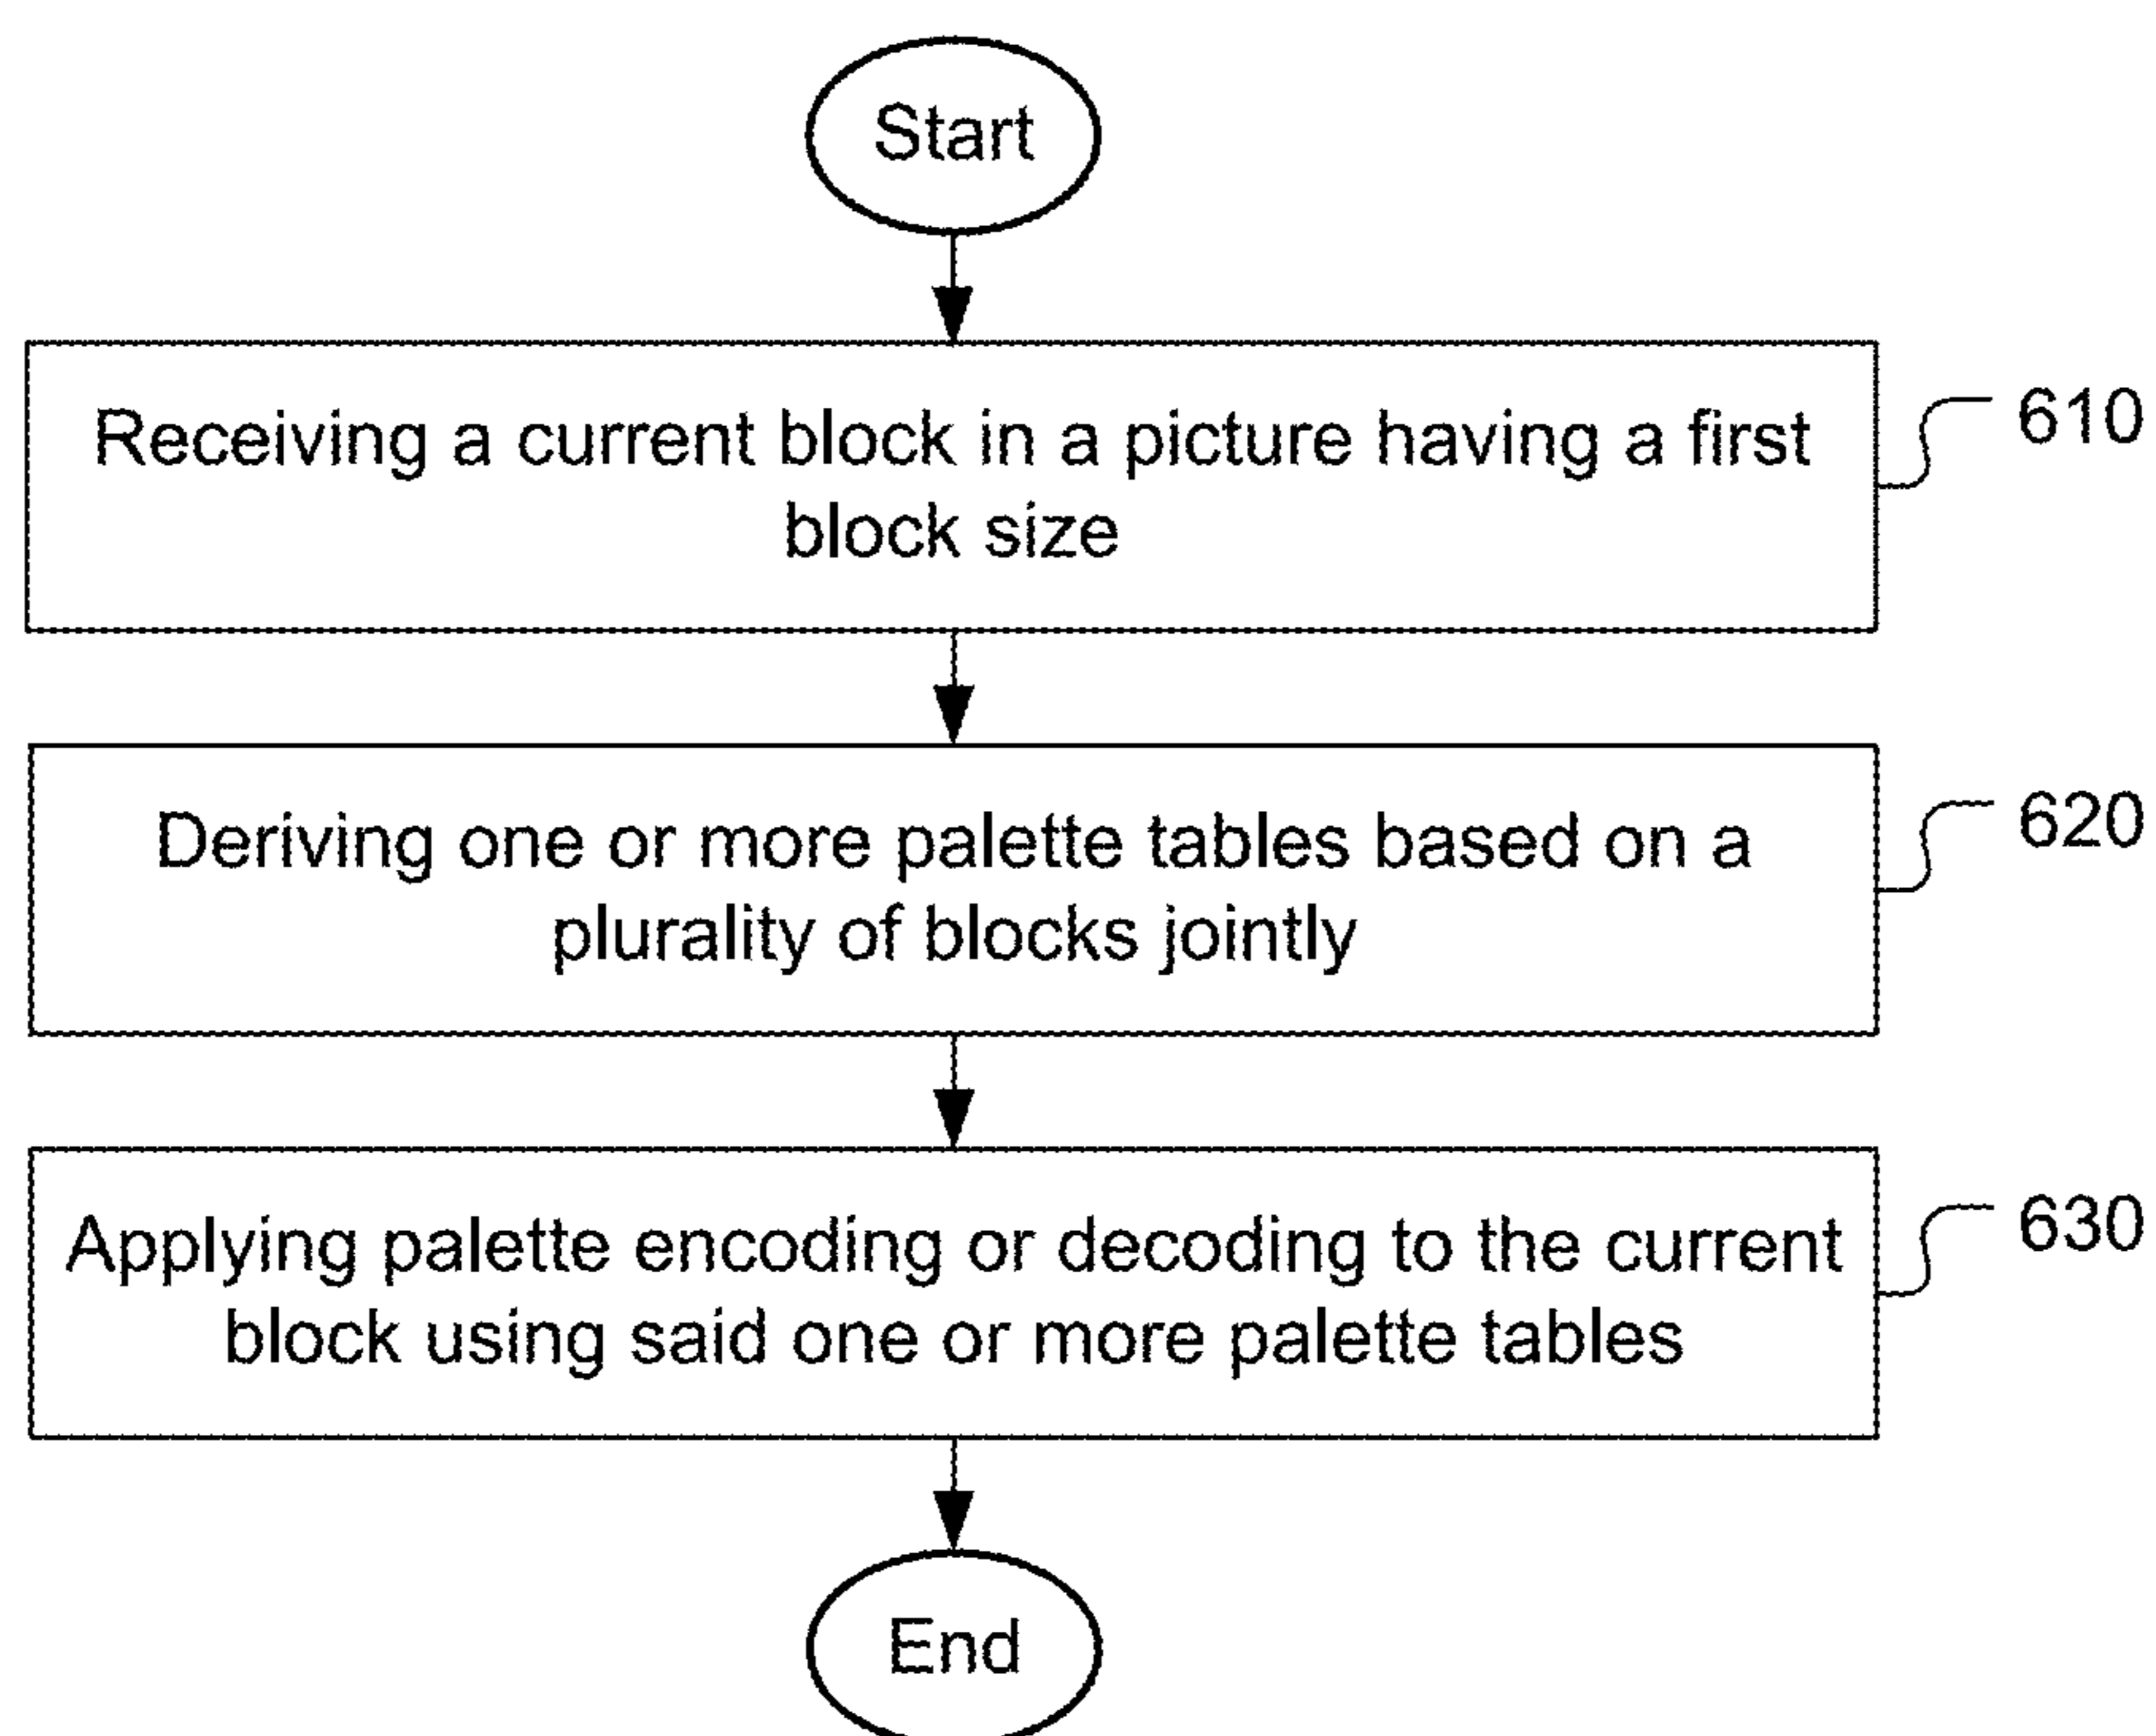 Start
Receiving a current block in a picture having a first
block size
610
Deriving one or more palette tables based on a
plurality of blocks jointly
620
Applying palette encoding or decoding to the current
block using said one or more palette tables
630
End